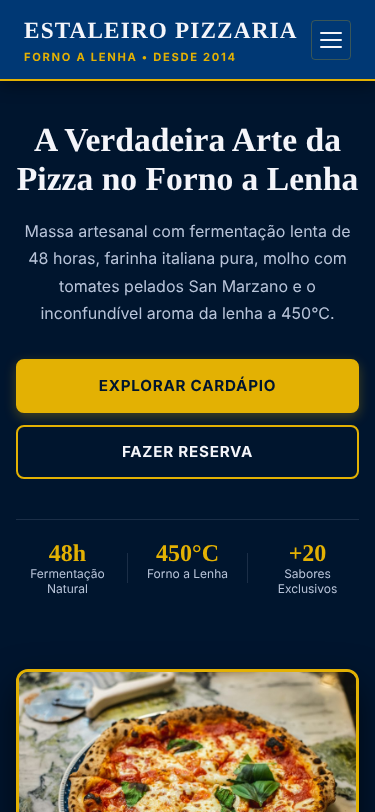 ESTALEIRO PIZZARIA
FORNO A LENHA • DESDE 2014
A Verdadeira Arte da
Pizza no Forno a Lenha
Massa artesanal com fermentação lenta de
48 horas, farinha italiana pura, molho com
tomates pelados San Marzano e o
inconfundível aroma da lenha a 450°C.
EXPLORAR CARDÁPIO
FAZER RESERVA
48h
Fermentação
Natural
450°C
Forno a Lenha
+20
Sabores
Exclusivos